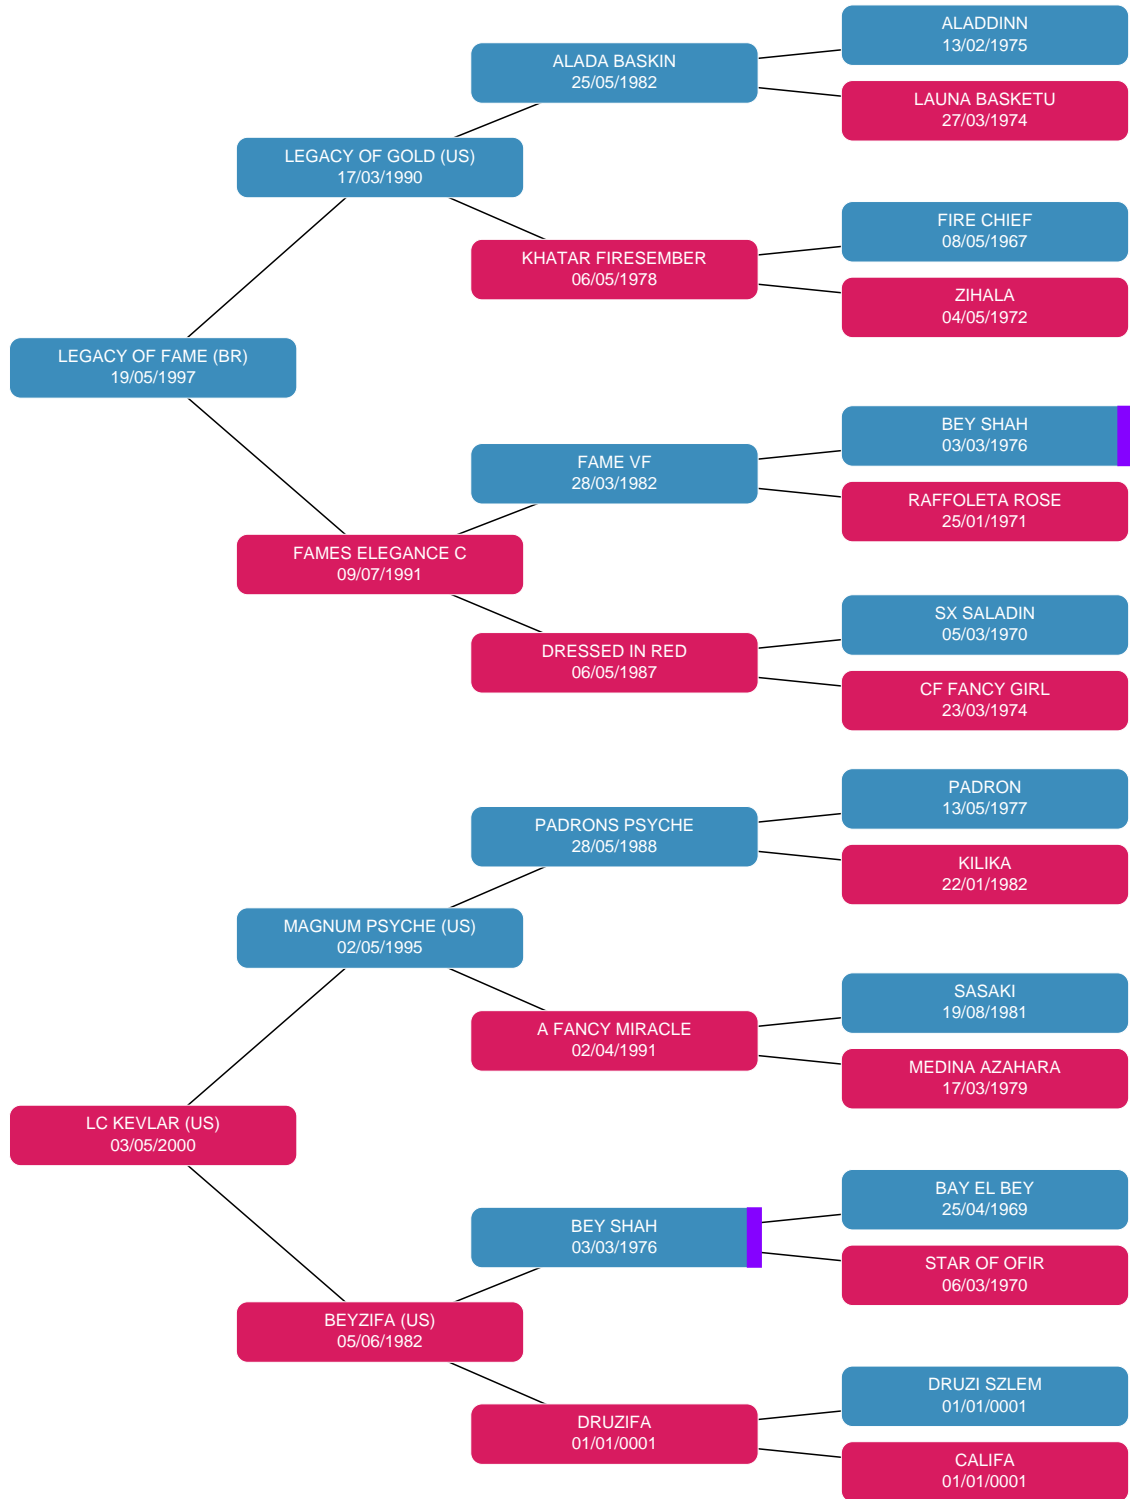 ALADDINN
13/02/1975
ALADA BASKIN
25/05/1982
LAUNA BASKETU
27/03/1974
LEGACY OF GOLD (US)
17/03/1990
FIRE CHIEF
08/05/1967
KHATAR FIRESEMBER
06/05/1978
ZIHALA
04/05/1972
LEGACY OF FAME (BR)
19/05/1997
BEY SHAH
03/03/1976
FAME VF
28/03/1982
RAFFOLETA ROSE
25/01/1971
FAMES ELEGANCE C
09/07/1991
SX SALADIN
05/03/1970
DRESSED IN RED
06/05/1987
CF FANCY GIRL
23/03/1974
PADRON
13/05/1977
PADRONS PSYCHE
28/05/1988
KILIKA
22/01/1982
MAGNUM PSYCHE (US)
02/05/1995
SASAKI
19/08/1981
A FANCY MIRACLE
02/04/1991
MEDINA AZAHARA
17/03/1979
LC KEVLAR (US)
03/05/2000
BAY EL BEY
25/04/1969
BEY SHAH
03/03/1976
STAR OF OFIR
06/03/1970
BEYZIFA (US)
05/06/1982
DRUZI SZLEM
01/01/0001
DRUZIFA
01/01/0001
CALIFA
01/01/0001